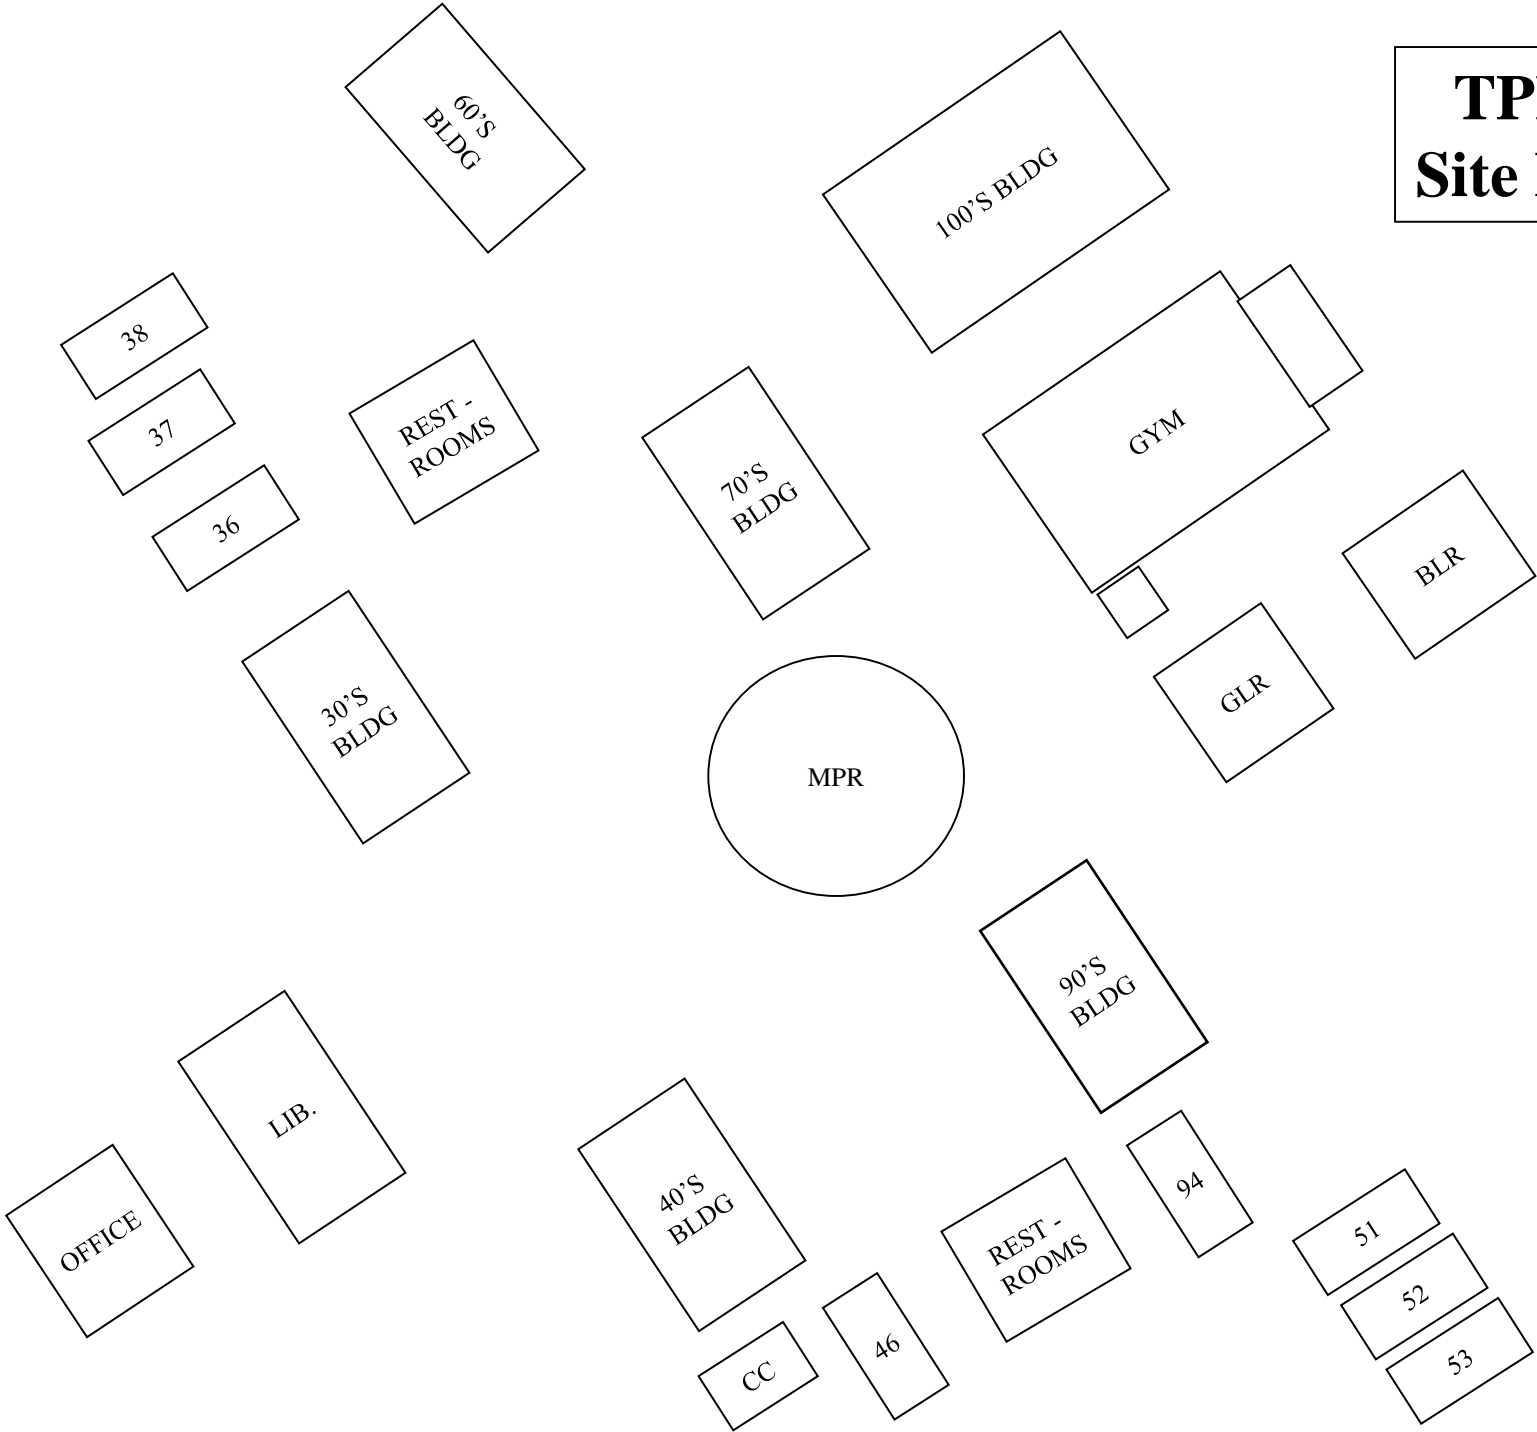 60’S
BLDG
100’S BLDG
Site
38
37
36
REST -
ROOMS
70’S
BLDG
GYM
BLR
GLR
30’S
BLDG
MPR
90’S
BLDG
LIB.
OFFICE
40’S
BLDG
94
REST -
ROOMS
51
52
53
46
CC